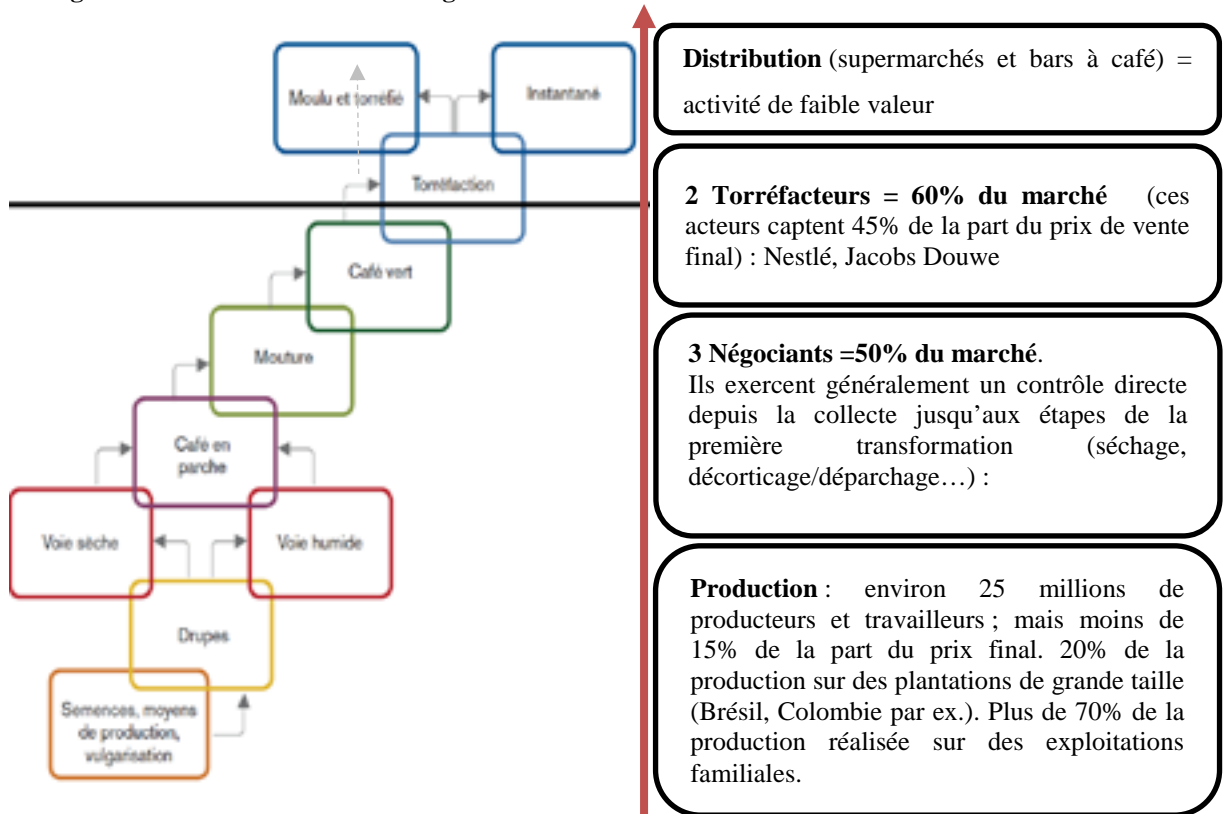 Moulu et torréfié
Instantané
Torréfaction
Café vert
Mouture
Café en
parche
Voie sèche
Voie humide
Drupes
Semences, moyens
de production,
vulgarisation
Distribution (supermarchés et bars à café) =
activité de faible valeur
2 Torréfacteurs = 60% du marché (ces
acteurs captent 45% de la part du prix de vente
final) : Nestlé, Jacobs Douwe
3 Négociants =50% du marché.
Ils exercent généralement un contrôle directe
depuis la collecte jusqu’aux étapes de la
première transformation (séchage,
décorticage/déparchage…) :
Production : environ 25 millions de
producteurs et travailleurs ; mais moins de
15% de la part du prix final. 20% de la
production sur des plantations de grande taille
(Brésil, Colombie par ex.). Plus de 70% de la
production réalisée sur des exploitations
familiales.